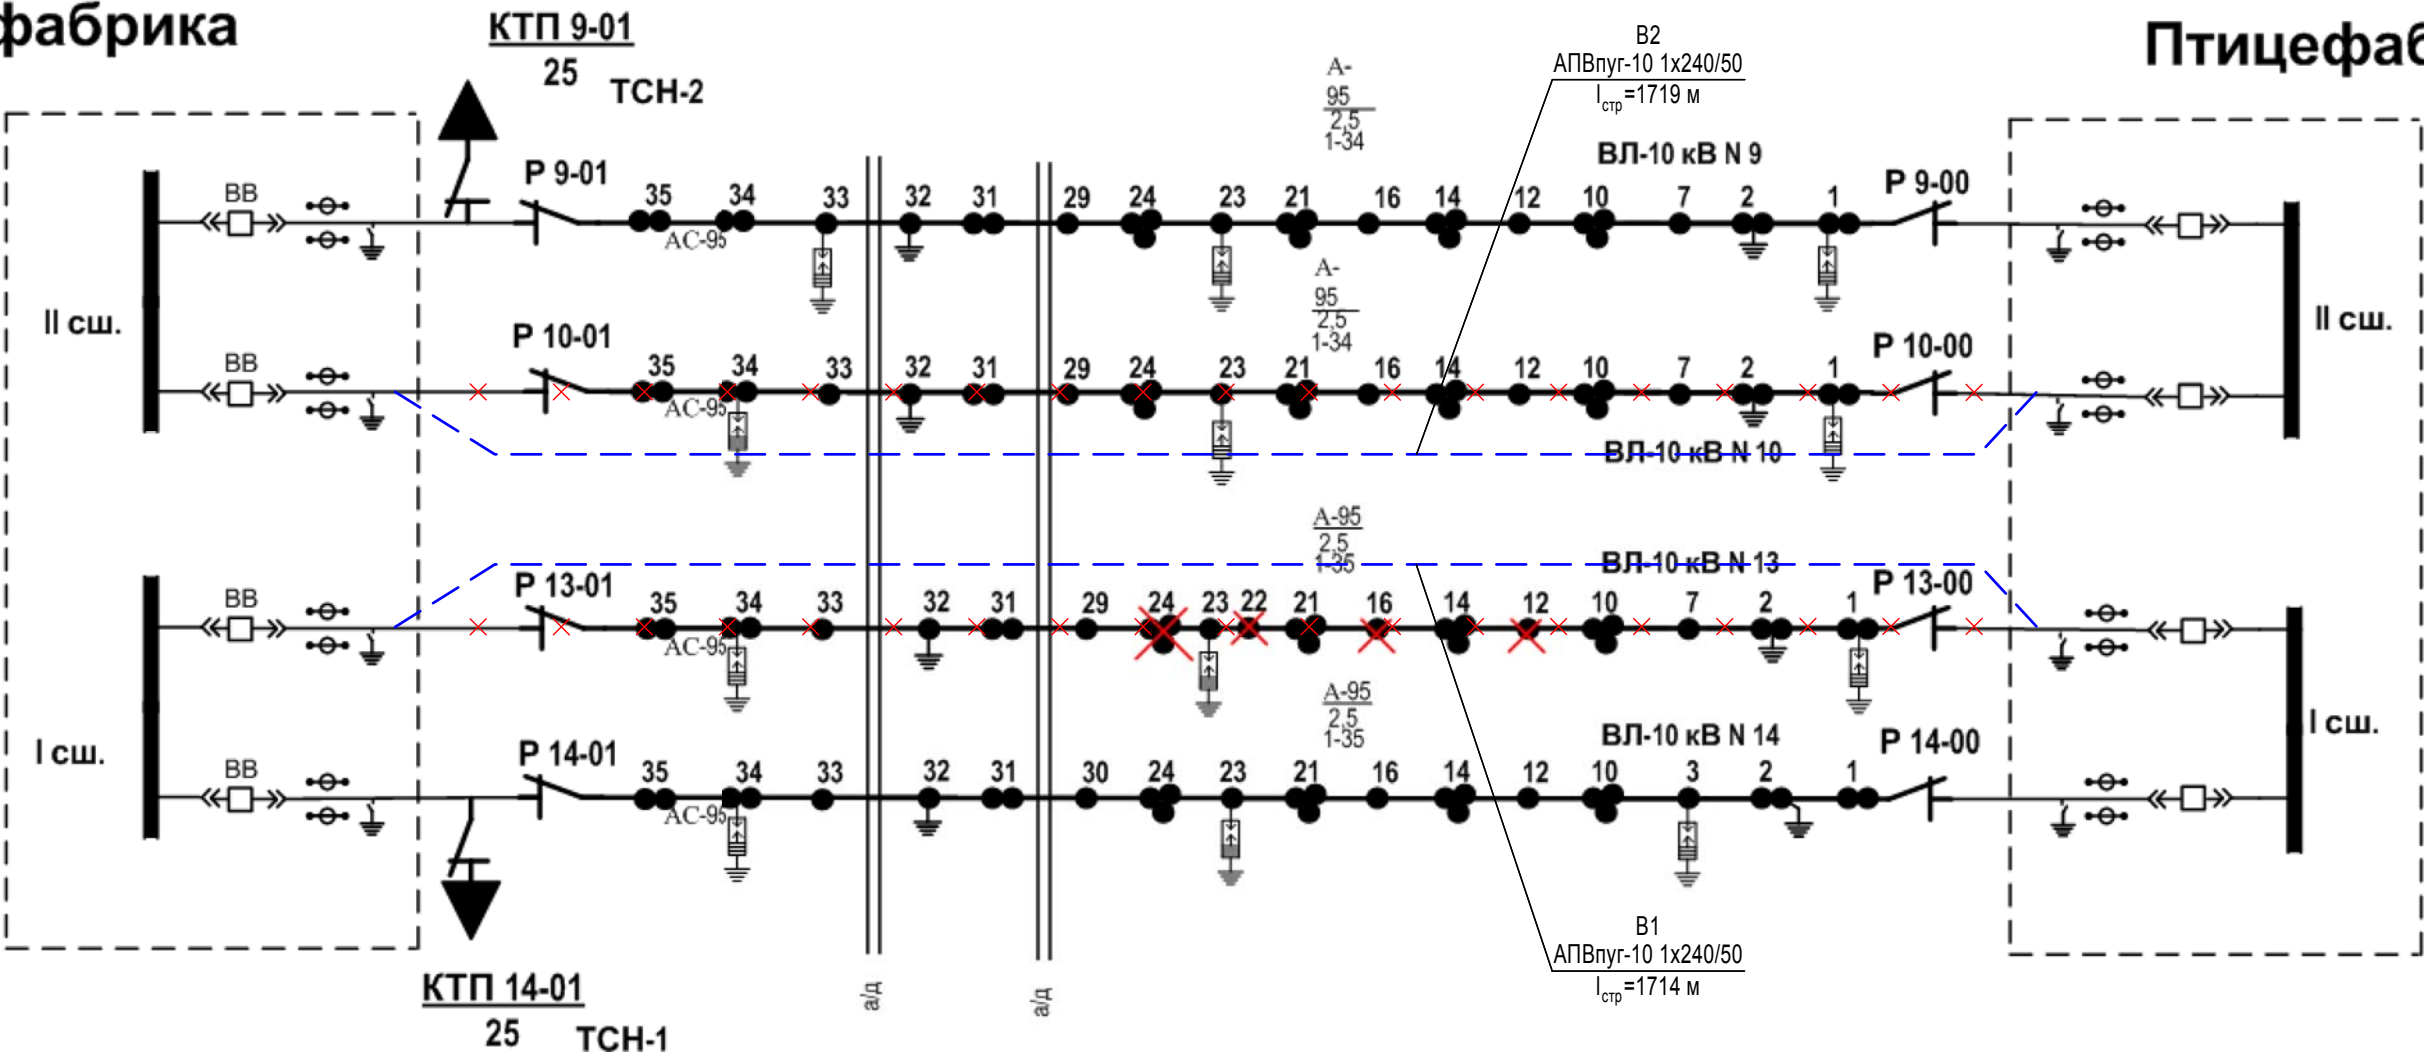 фабрика
КТП 9-01
25
ТСН-2
В2
АПВпуг-10 1х240/50
lстр=1719 м
Птицефаб
А-
95
2,5
1-34
ВЛ-10 кВ N 9
ВВ
Р 9-01
35 34 33 32 31 29 24 23 21 16 14 12 10 7 2 1
Р 9-00
АС-95
А-
95
2,5
1-34
II сш.
II сш.
ВВ
Р 10-01
35 34 33 32 31 29 24 23 21 16 14 12 10 7 2 1
Р 10-00
АС-95
ВЛ-10 кВ N 10
А-95
2,5
1-35
ВЛ-10 кВ N 13
ВВ
Р 13-01
35 34 33 32 31 29 24 23 22 21 16 14 12 10 7 2 1
Р 13-00
АС-95
А-95
2,5
1-35
I сш.
ВЛ-10 кВ N 14
I сш.
ВВ
Р 14-01
35 34 33 32 31 30 24 23 21 16 14 12 10 3 2 1
Р 14-00
АС-95
КТП 14-01
25
ТСН-1
а/д
а/д
В1
АПВпуг-10 1х240/50
lстр=1714 м